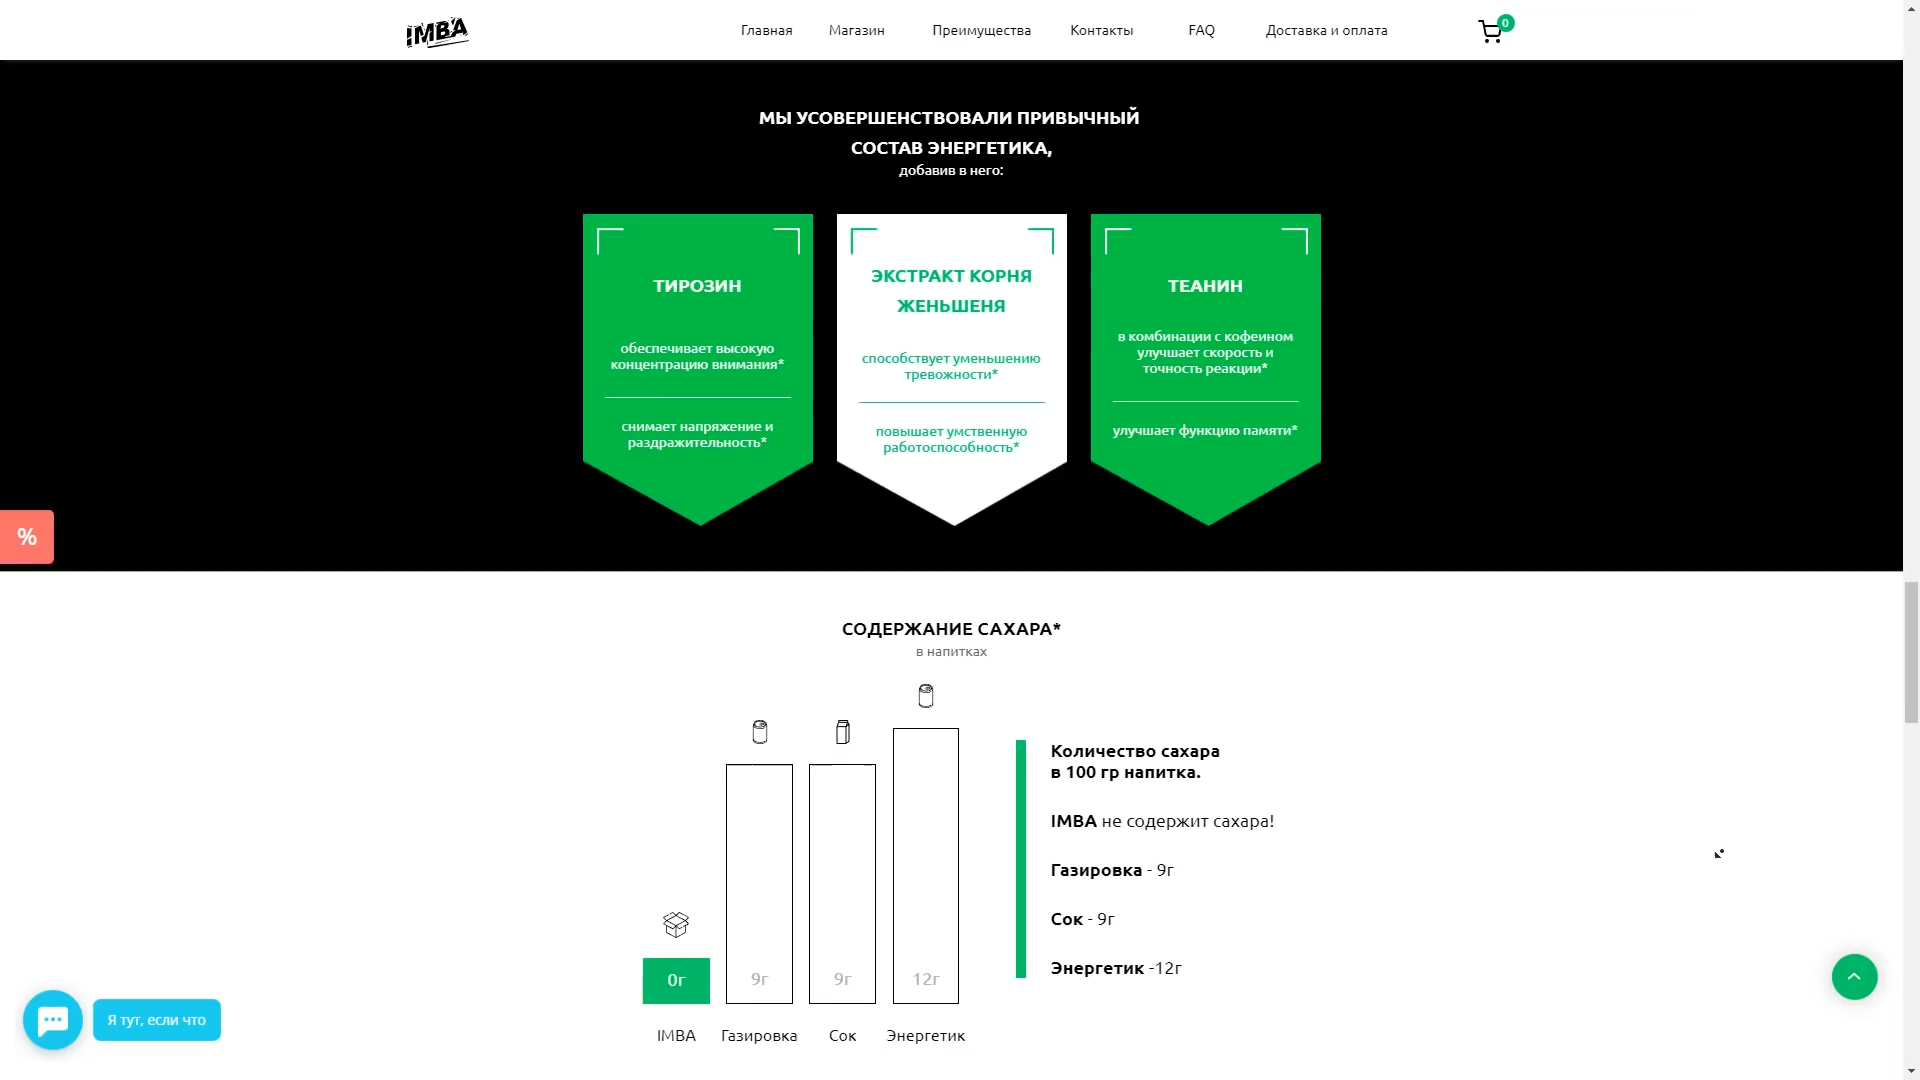 IMBA
Главная
Магазин
Преимущества
Контакты
FAQ
Доставка и оплата
0
МЫ УСОВЕРШЕНСТВОВАЛИ ПРИВЫЧНЫЙ
СОСТАВ ЭНЕРГЕТИКА,
добавив в него:
ТИРОЗИН
обеспечивает высокую
концентрацию внимания*
снимает напряжение и
раздражительность*
ЭКСТРАКТ КОРНЯ
ЖЕНЬШЕНЯ
способствует уменьшению
тревожности*
повышает умственную
работоспособность*
ТЕАНИН
в комбинации с кофеином
улучшает скорость и
точность реакции*
улучшает функцию памяти*
%
СОДЕРЖАНИЕ САХАРА*
в напитках
0г
9г
9г
12г
IMBA
Газировка
Сок
Энергетик
Количество сахара
в 100 гр напитка.
IMBA не содержит сахара!
Газировка - 9г
Сок - 9г
Энергетик -12г
Я тут, если что